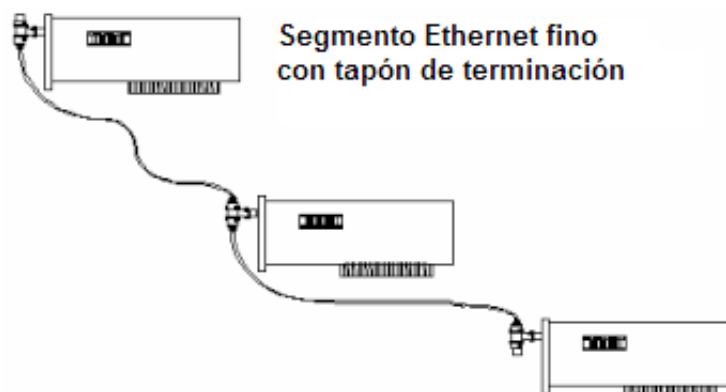 Segmento Ethernet fino
con tapón de terminación